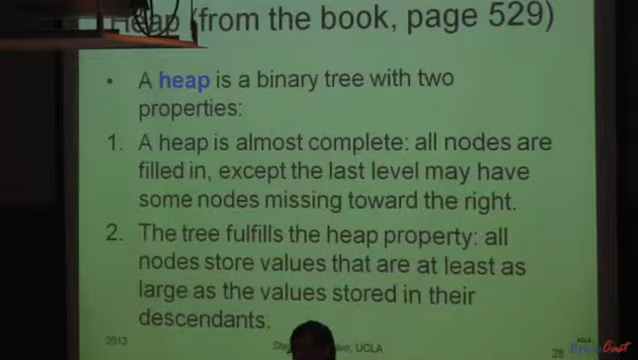 Heap (from the book, page 529)
• A heap is a binary tree with two
properties:
1. A heap is almost complete: all nodes are
filled in, except the last level may have
some nodes missing toward the right.
2. The tree fulfills the heap property: all
nodes store values that are at least as
large as the values stored in their
descendants.
2013
UCLA
28
UCLA